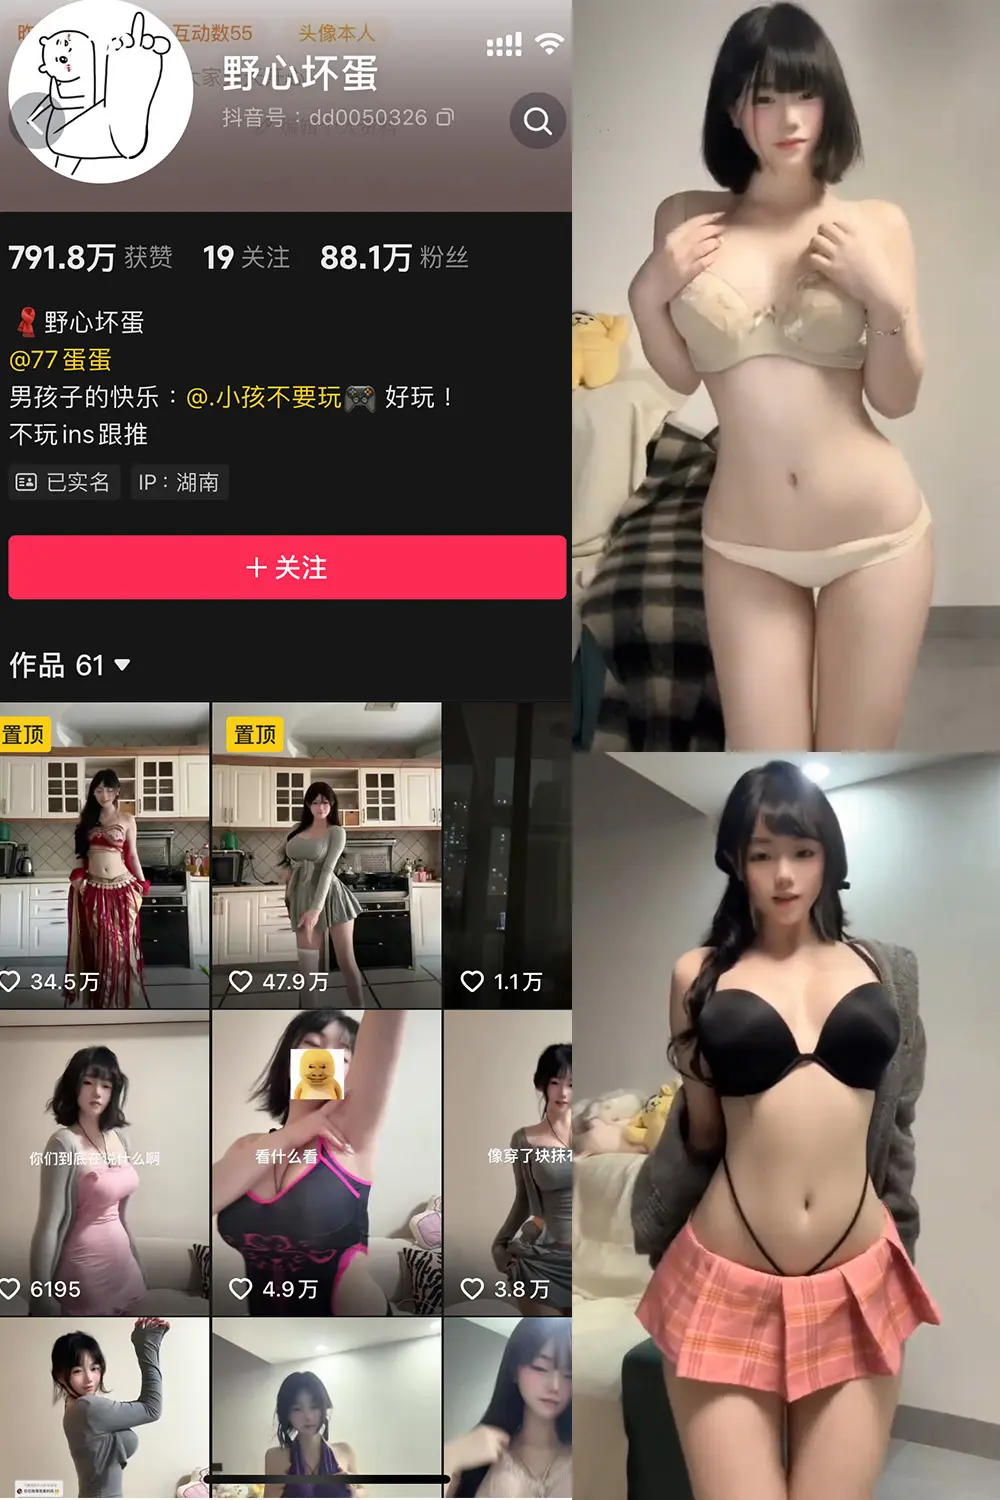 互动数55
头像本人
野心坏蛋
抖音号：dd0050326
791.8万 获赞 19 关注 88.1万 粉丝
野心坏蛋
@77蛋蛋
男孩子的快乐：@.小孩不要玩🎮 好玩！
不玩ins跟推
已实名 IP：湖南
＋关注
作品 61
置顶
置顶
34.5万
47.9万
1.1万
你们到底在说什么啊
看什么看
像穿了块抹
6195
4.9万
3.8万